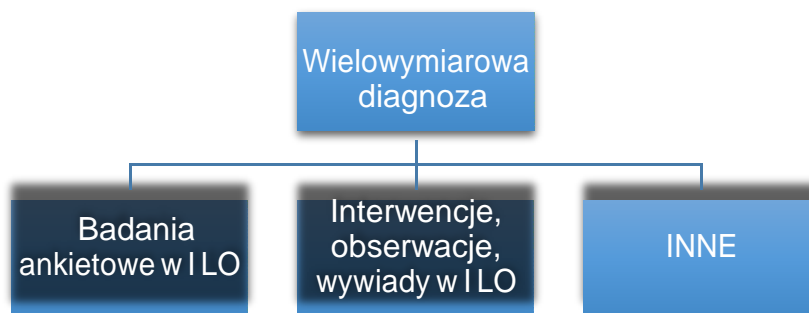 Wielowymiarowa
diagnoza
Badania
ankietowe w I LO
Interwencje,
obserwacje,
wywiady w I LO
INNE